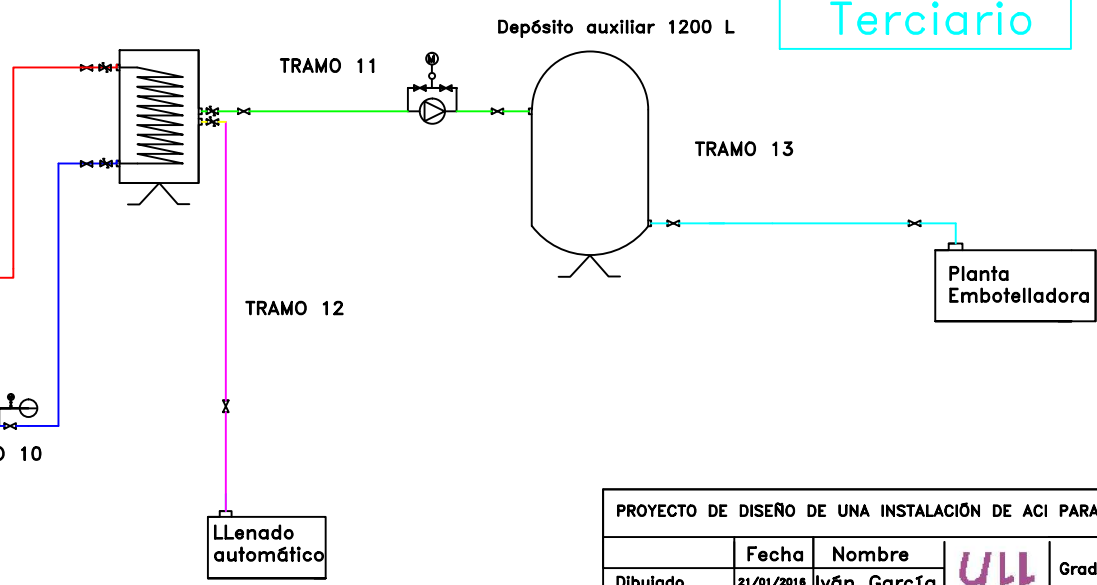 Terciario
Depósito auxiliar 1200 L
TRAMO 11
M
TRAMO 13
Planta
Embotelladora
TRAMO 12
10
LLenado
automático
PROYECTO DE DISEÑO DE UNA INSTALACIÓN DE ACI PARA
Fecha Nombre
Dibujado 21/01/2016 Iván García
Grad